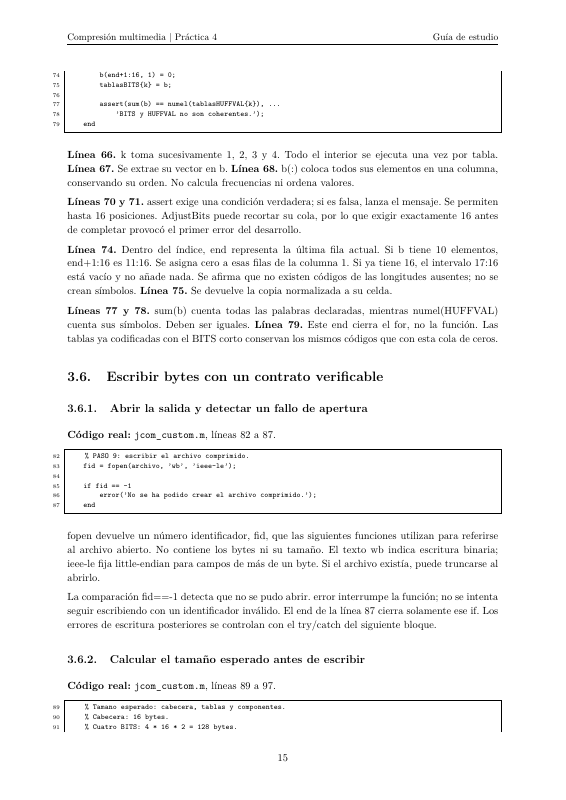 Compresión multimedia | Práctica 4 Guía de estudio
74 b(end+1:16, 1) = 0;
75 tablasBITS{k} = b;
76
77 assert(sum(b) == numel(tablasHUFFVAL{k}), ...
78 'BITS y HUFFVAL no son coherentes.');
79 end
Línea 66. k toma sucesivamente 1, 2, 3 y 4. Todo el interior se ejecuta una vez por tabla.
Línea 67. Se extrae su vector en b. Línea 68. b(:) coloca todos sus elementos en una columna,
conservando su orden. No calcula frecuencias ni ordena valores.
Líneas 70 y 71. assert exige una condición verdadera; si es falsa, lanza el mensaje. Se permiten
hasta 16 posiciones. AdjustBits puede recortar su cola, por lo que exigir exactamente 16 antes
de completar provocó el primer error del desarrollo.
Línea 74. Dentro del índice, end representa la última fila actual. Si b tiene 10 elementos,
end+1:16 es 11:16. Se asigna cero a esas filas de la columna 1. Si ya tiene 16, el intervalo 17:16
está vacío y no añade nada. Se afirma que no existen códigos de las longitudes ausentes; no se
crean símbolos. Línea 75. Se devuelve la copia normalizada a su celda.
Líneas 77 y 78. sum(b) cuenta todas las palabras declaradas, mientras numel(HUFFVAL)
cuenta sus símbolos. Deben ser iguales. Línea 79. Este end cierra el for, no la función. Las
tablas ya codificadas con el BITS corto conservan los mismos códigos que con esta cola de ceros.
3.6. Escribir bytes con un contrato verificable
3.6.1. Abrir la salida y detectar un fallo de apertura
Código real: jcom_custom.m, líneas 82 a 87.
82 % PASO 9: escribir el archivo comprimido.
83 fid = fopen(archivo, 'wb', 'ieee-le');
84
85 if fid == -1
86 error('No se ha podido crear el archivo comprimido.');
87 end
fopen devuelve un número identificador, fid, que las siguientes funciones utilizan para referirse
al archivo abierto. No contiene los bytes ni su tamaño. El texto wb indica escritura binaria;
ieee-le fija little-endian para campos de más de un byte. Si el archivo existía, puede truncarse al
abrirlo.
La comparación fid==-1 detecta que no se pudo abrir. error interrumpe la función; no se intenta
seguir escribiendo con un identificador inválido. El end de la línea 87 cierra solamente ese if. Los
errores de escritura posteriores se controlan con el try/catch del siguiente bloque.
3.6.2. Calcular el tamaño esperado antes de escribir
Código real: jcom_custom.m, líneas 89 a 97.
89 % Tamano esperado: cabecera, tablas y componentes.
90 % Cabecera: 16 bytes.
91 % Cuatro BITS: 4 * 16 * 2 = 128 bytes.
15